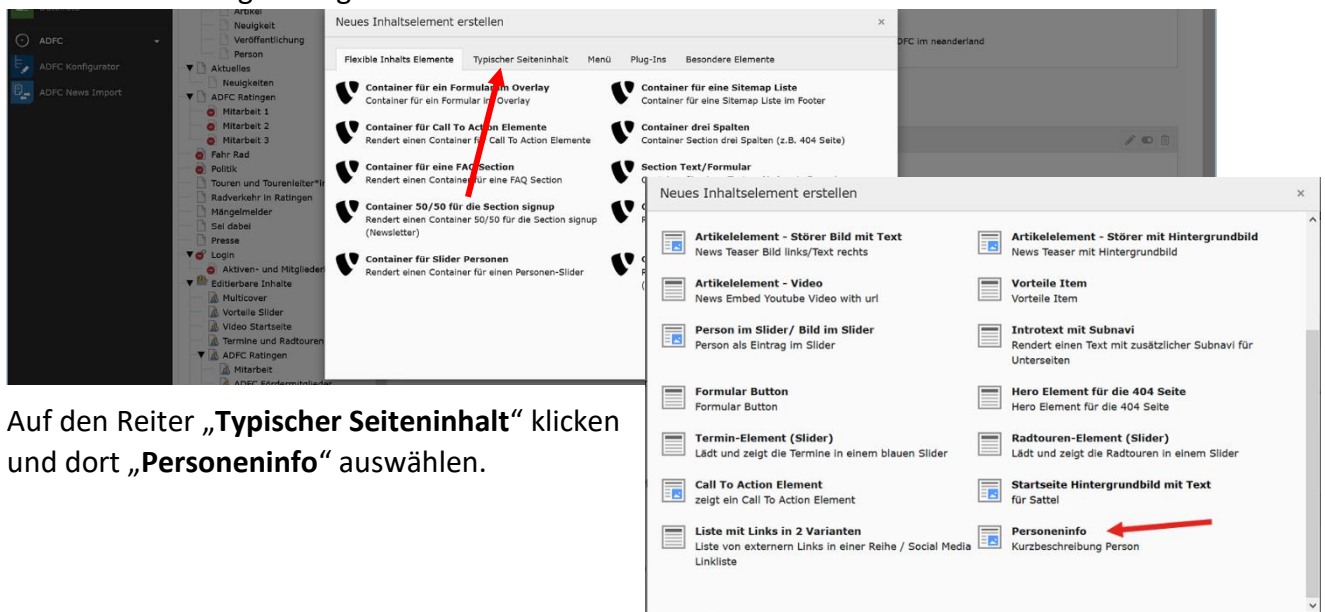 Artikel
Neuigkeit
Veröffentlichung
Person
Aktuelles
Neuigkeiten
ADFC Ratingen
Mitarbeit 1
Mitarbeit 2
Mitarbeit 3
Fahr Rad
Politik
Touren und Tourenleiter*in
Radverkehr in Ratingen
Mängelmelder
Sei dabei
Presse
Login
Aktiven- und Mitglieder
Editierbare Inhalte
Multicover
Vorteile Slider
Video Startseite
Termine und Radtouren
ADFC Ratingen
Mitarbeit
ADFC Fördermitglieder
ADFC
ADFC Konfigurator
ADFC News Import
DFC im neanderland
Neues Inhaltselement erstellen ×
Flexible Inhalts Elemente Typischer Seiteninhalt Menü Plug-Ins Besondere Elemente
Container für ein Formular im Overlay
Container für ein Formular im Overlay
Container für eine Sitemap Liste
Container für eine Sitemap Liste im Footer
Container für Call To Action Elemente
Rendert einen Container für Call To Action Elemente
Container drei Spalten
Container Section drei Spalten (z.B. 404 Seite)
Container für eine FAQ Section
Rendert einen Container für eine FAQ Section
Section Text/Formular
Container 50/50 für die Section signup
Rendert einen Container 50/50 für die Section signup
(Newsletter)
Container für Slider Personen
Rendert einen Container für einen Personen-Slider
Neues Inhaltselement erstellen ×
Artikelelement - Störer Bild mit Text
News Teaser Bild links/Text rechts
Artikelelement - Störer mit Hintergrundbild
News Teaser mit Hintergrundbild
Artikelelement - Video
News Embed Youtube Video with url
Vorteile Item
Vorteile Item
Person im Slider/ Bild im Slider
Person als Eintrag im Slider
Introtext mit Subnavi
Rendert einen Text mit zusätzlicher Subnavi für
Unterseiten
Formular Button
Formular Button
Hero Element für die 404 Seite
Hero Element für die 404 Seite
Termin-Element (Slider)
Lädt und zeigt die Termine in einem blauen Slider
Radtouren-Element (Slider)
Lädt und zeigt die Radtouren in einem Slider
Call To Action Element
zeigt ein Call To Action Element
Startseite Hintergrundbild mit Text
für Sattel
Liste mit Links in 2 Varianten
Liste von externern Links in einer Reihe / Social Media
Linkliste
Personeninfo
Kurzbeschreibung Person
Auf den Reiter „Typischer Seiteninhalt“ klicken
und dort „Personeninfo“ auswählen.